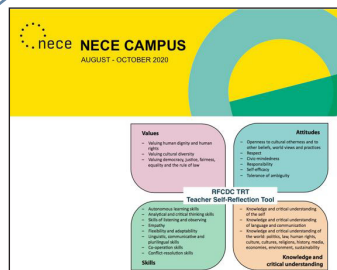 nece NECE CAMPUS
AUGUST - OCTOBER 2020
Values
– Valuing human dignity and human
rights
– Valuing cultural diversity
– Valuing democracy, justice, fairness,
equality and the rule of law
Attitudes
– Openness to cultural otherness and to
other beliefs, world views and practices
– Respect
– Civic-mindedness
– Responsibility
– Self-efficacy
– Tolerance of ambiguity
RFCDC TRT
Teacher Self-Reflection Tool
– Autonomous learning skills
– Analytical and critical thinking skills
– Skills of listening and observing
– Empathy
– Flexibility and adaptability
– Linguistic, communicative and
plurilingual skills
– Co-operation skills
– Conflict-resolution skills
Skills
– Knowledge and critical understanding
of the self
– Knowledge and critical understanding
of language and communication
– Knowledge and critical understanding
of the world: politics, law, human rights,
culture, cultures, religions, history, media,
economies, environment, sustainability
Knowledge and
critical understanding